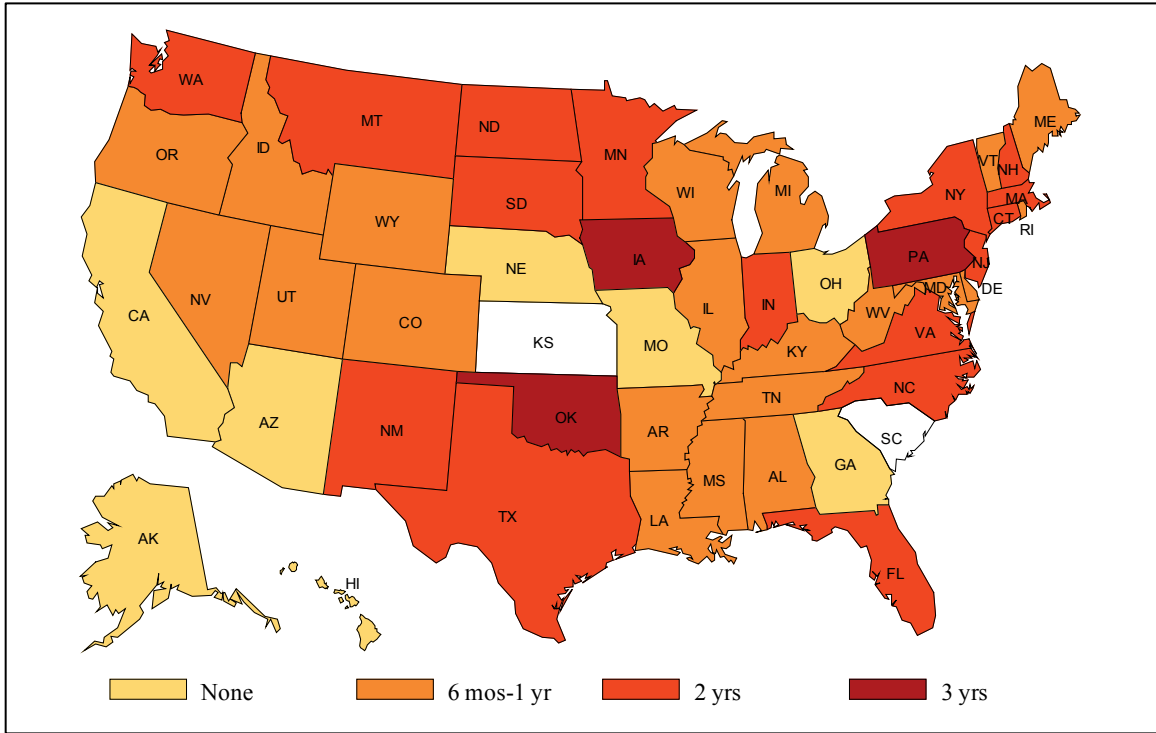 WA
MT
ND
MN
ME
OR
ID
WY
SD
WI
MI
NY
VT
NH
MA
CT
RI
NV
UT
CO
NE
IA
IL
IN
OH
PA
NJ
MD
DE
CA
KS
MO
KY
WV
VA
AZ
NM
OK
AR
TN
NC
SC
TX
LA
MS
AL
GA
FL
AK
HI
None
6 mos-1 yr
2 yrs
3 yrs